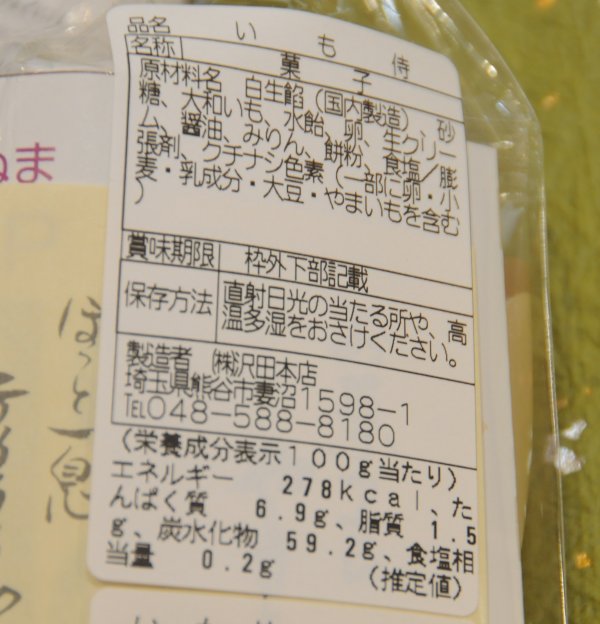 品名 いも侍
名称 菓子
原材料名 白生餡(国内製造)、砂
糖、大和いも、水飴、卵、生クリー
ム、醤油、みりん、餅粉、食塩/膨
張剤、クチナシ色素(一部に卵・小
麦・乳成分・大豆・やまいもを含む
)
賞味期限 枠外下部記載
保存方法 直射日光の当たる所や、高
温多湿をおさけください。
製造者 ㈱沢田本店
埼玉県熊谷市妻沼1598-1
TEL048-588-8180
(栄養成分表示100g当たり)
エネルギー 278kcal、た
んぱく質 6.9g、脂質 1.5
g、炭水化物 59.2g、食塩相
当量 0.2g (推定値)
ぬま
ほっと一息